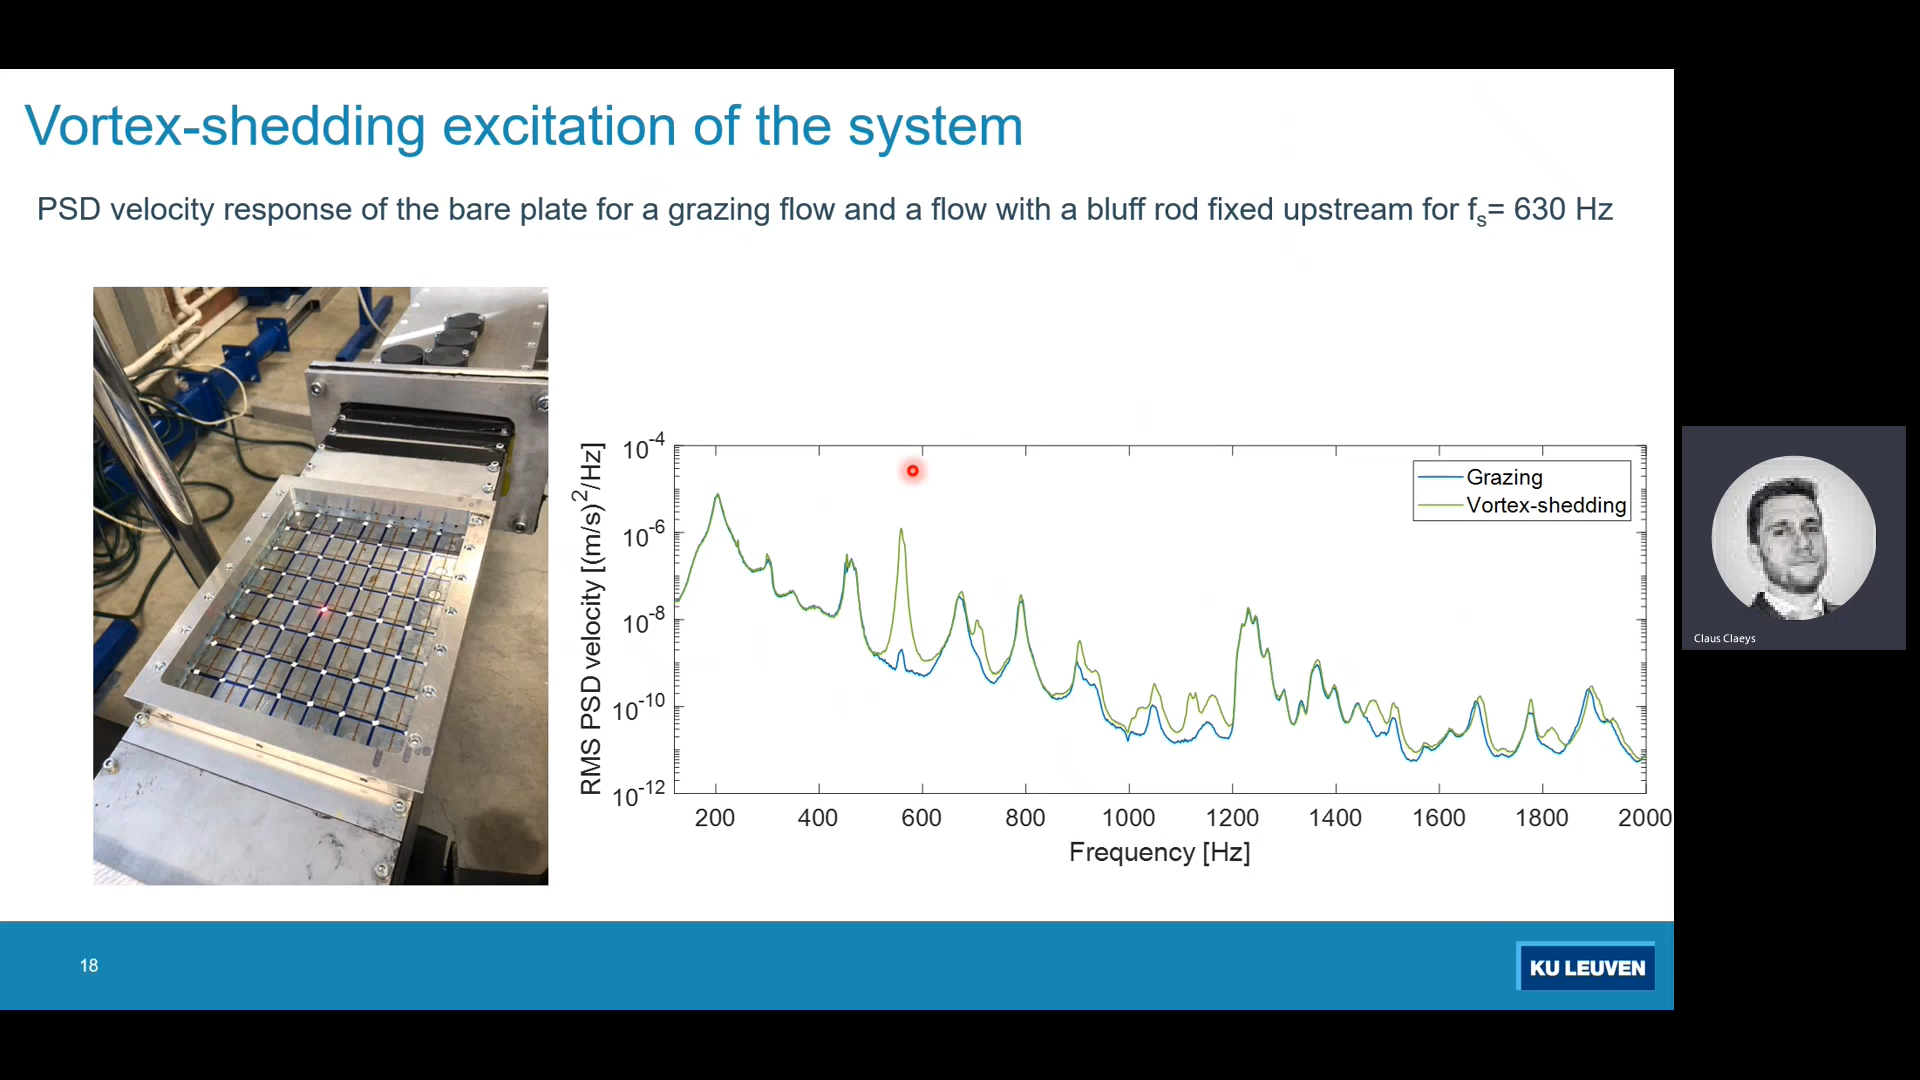 Vortex-shedding excitation of the system
PSD velocity response of the bare plate for a grazing flow and a flow with a bluff rod fixed upstream for fs= 630 Hz
RMS PSD velocity [(m/s)²/Hz]
10⁻⁴
10⁻⁶
10⁻⁸
10⁻¹⁰
10⁻¹²
Grazing
Vortex-shedding
200 400 600 800 1000 1200 1400 1600 1800 2000
Frequency [Hz]
Claus Claeys
18
KU LEUVEN